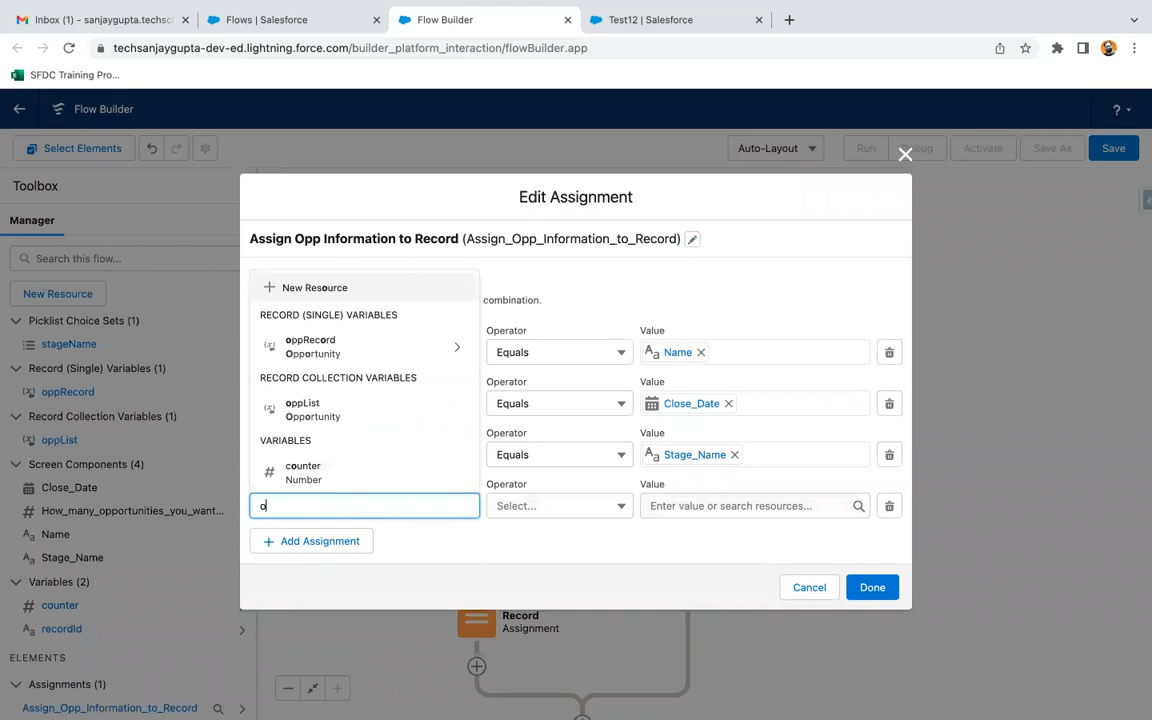 Inbox (1) - sanjaygupta.techsch
Flows | Salesforce
Flow Builder
Test12 | Salesforce
techsanjaygupta-dev-ed.lightning.force.com/builder_platform_interaction/flowBuilder.app
SFDC Training Pro...
Flow Builder
?
Select Elements
Auto-Layout
Run
Debug
Activate
Save As
Save
Toolbox
Manager
Search this flow...
New Resource
Picklist Choice Sets (1)
stageName
Record (Single) Variables (1)
oppRecord
Record Collection Variables (1)
oppList
Screen Components (4)
Close_Date
How_many_opportunities_you_want...
Name
Stage_Name
Variables (2)
counter
recordId
ELEMENTS
Assignments (1)
Assign_Opp_Information_to_Record
Edit Assignment
Assign Opp Information to Record (Assign_Opp_Information_to_Record)
combination.
New Resource
RECORD (SINGLE) VARIABLES
oppRecord
Opportunity
RECORD COLLECTION VARIABLES
oppList
Opportunity
VARIABLES
counter
Number
o
Operator
Value
Equals
Aa Name
Operator
Value
Equals
Close_Date
Operator
Value
Equals
Aa Stage_Name
Operator
Value
Select...
Enter value or search resources...
Add Assignment
Cancel
Done
Record
Assignment